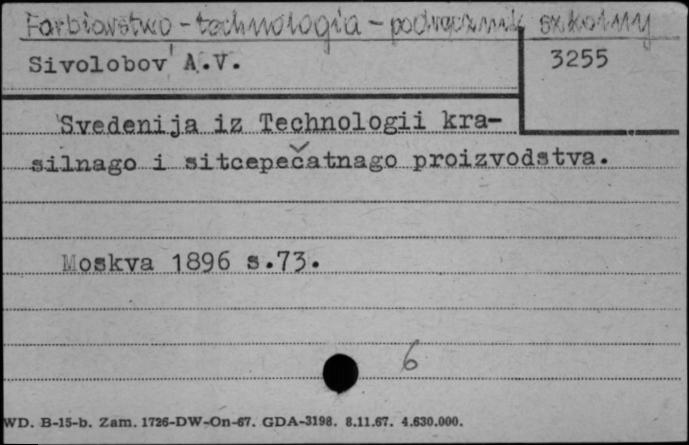 Farbiarstwo - technologia - podręcznik szkolny
Sivolobov' A.V.
3255
Svedenija iz Technologii kra-
silnago i sitcepečatnago proizvodstva.
Moskva 1896 s.73.
6
WD. B-15-b. Zam. 1726-DW-On-67. GDA-3198. 8.11.67. 4.630.000.